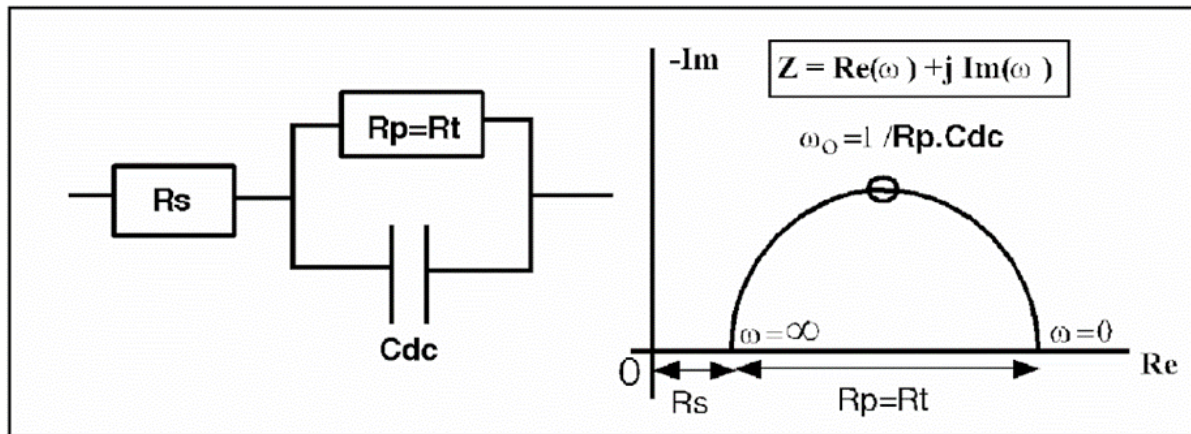 Rp=Rt
Rs
Cdc
-Im
Z = Re(ω) +j Im(ω)
ω₀ =1 /Rp.Cdc
ω=∞
ω=0
0
Re
Rs
Rp=Rt